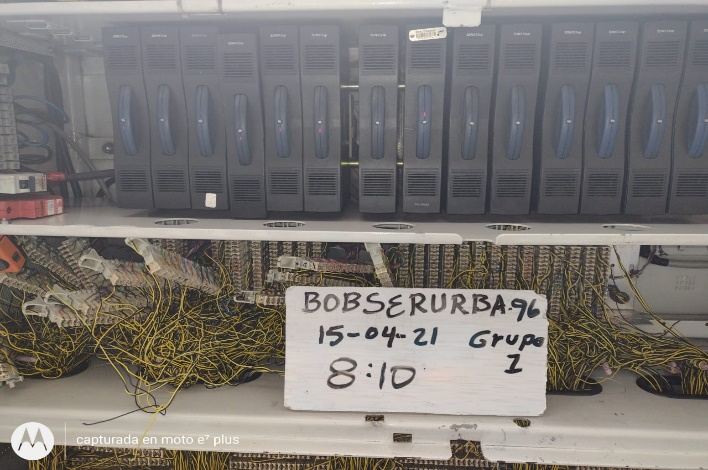 BOBSERURBA-96
15-04-21 Grupo
1
8:10
capturada en moto e⁷ plus